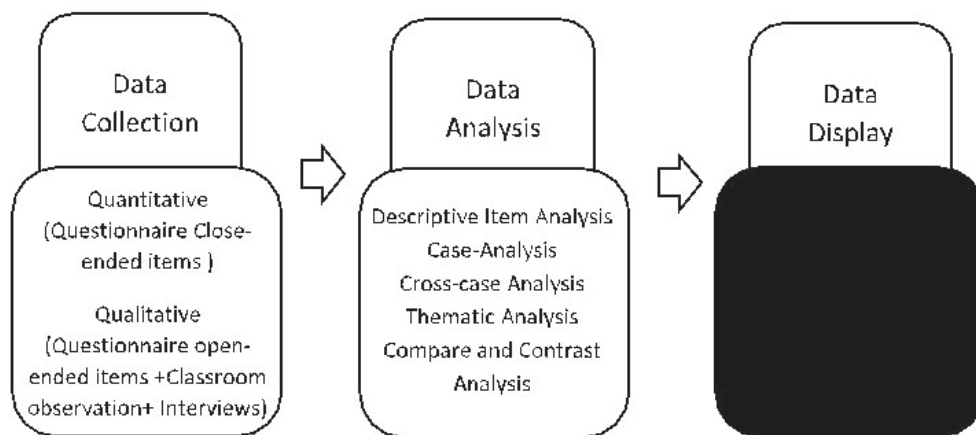 Data
Collection
Quantitative
(Questionnaire Close-
ended items )
Qualitative
(Questionnaire open-
ended items +Classroom
observation+ Interviews)
Data
Analysis
Descriptive Item Analysis
Case-Analysis
Cross-case Analysis
Thematic Analysis
Compare and Contrast
Analysis
Data
Display